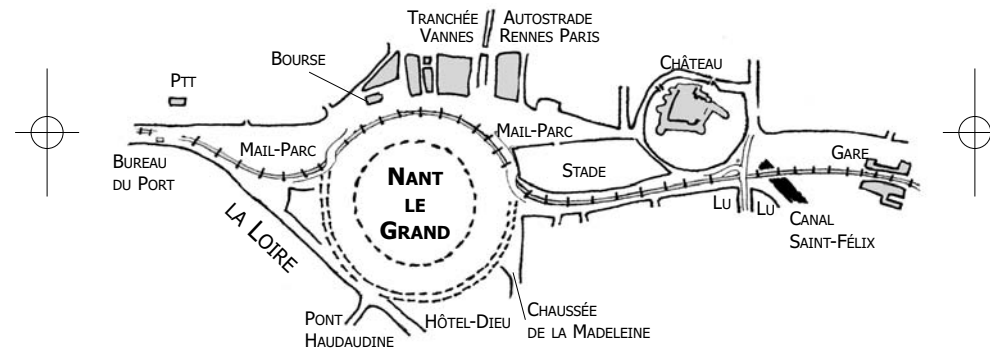 TRANCHÉE
VANNES
AUTOSTRADE
RENNES PARIS
BOURSE
CHÂTEAU
PTT
MAIL-PARC
MAIL-PARC
GARE
BUREAU
DU PORT
STADE
NANT
LE
GRAND
LU
LU
CANAL
SAINT-FÉLIX
LA LOIRE
PONT
HAUDAUDINE
HÔTEL-DIEU
CHAUSSÉE
DE LA MADELEINE